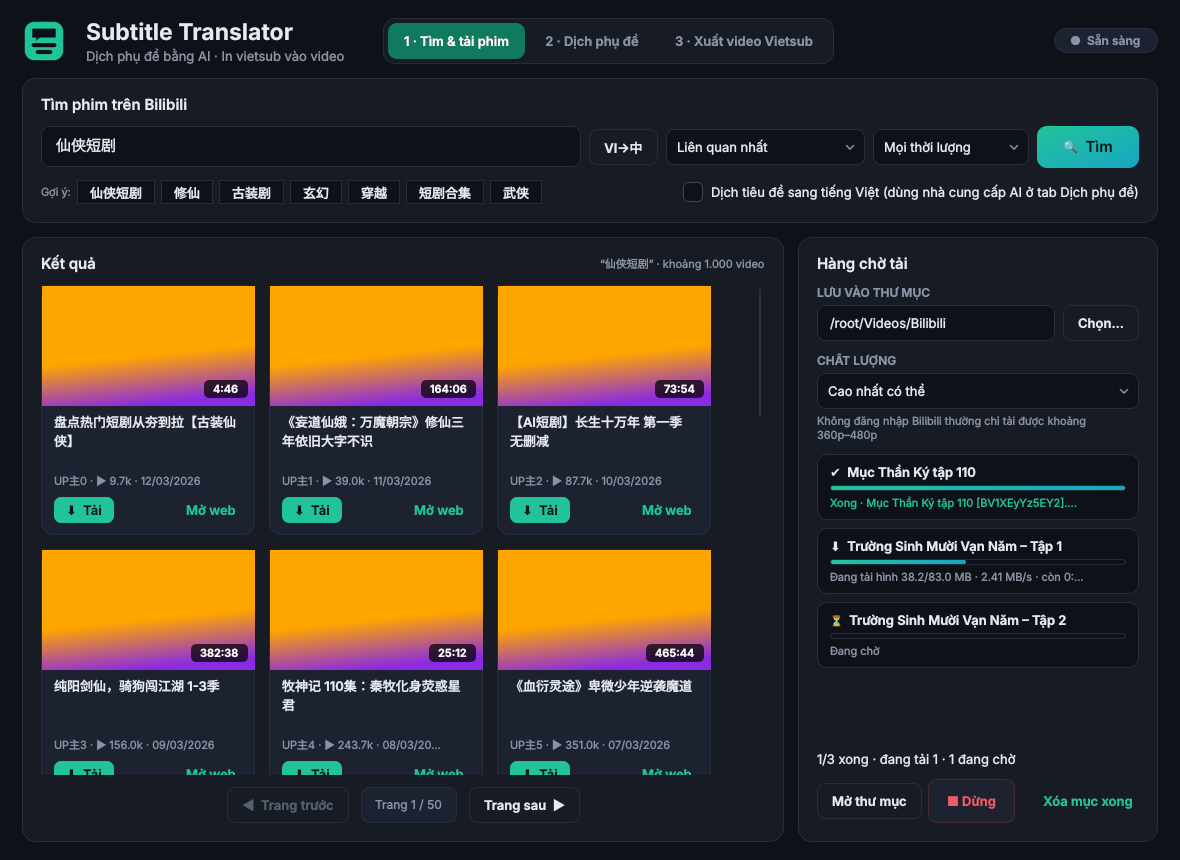 Subtitle Translator
Dịch phụ đề bằng AI · In vietsub vào video
1 · Tìm & tải phim
2 · Dịch phụ đề
3 · Xuất video Vietsub
Sẵn sàng
Tìm phim trên Bilibili
仙侠短剧
VI→中
Liên quan nhất
Mọi thời lượng
Tìm
Gợi ý:
仙侠短剧
修仙
古装剧
玄幻
穿越
短剧合集
武侠
Dịch tiêu đề sang tiếng Việt (dùng nhà cung cấp AI ở tab Dịch phụ đề)
Kết quả
“仙侠短剧” · khoảng 1.000 video
4:46
164:06
73:54
盘点热门短剧从夯到拉【古装仙
侠】
《妄道仙娥：万魔朝宗》修仙三
年依旧大字不识
【AI短剧】长生十万年 第一季
无删减
UP主0 · ▶ 9.7k · 12/03/2026
UP主1 · ▶ 39.0k · 11/03/2026
UP主2 · ▶ 87.7k · 10/03/2026
⬇ Tải
Mở web
⬇ Tải
Mở web
⬇ Tải
Mở web
382:38
25:12
465:44
纯阳剑仙，骑狗闯江湖 1-3季
牧神记 110集：秦牧化身荧惑星
君
《血衍灵途》卑微少年逆袭魔道
UP主3 · ▶ 156.0k · 09/03/2026
UP主4 · ▶ 243.7k · 08/03/20...
UP主5 · ▶ 351.0k · 07/03/2026
⬇ Tải
Mở web
⬇ Tải
Mở web
⬇ Tải
Mở web
◀ Trang trước
Trang 1 / 50
Trang sau ▶
Hàng chờ tải
LƯU VÀO THƯ MỤC
/root/Videos/Bilibili
Chọn...
CHẤT LƯỢNG
Cao nhất có thể
Không đăng nhập Bilibili thường chỉ tải được khoảng
360p–480p
✔ Mục Thần Ký tập 110
Xong · Mục Thần Ký tập 110 [BV1XEyYz5EY2]....
⬇ Trường Sinh Mười Vạn Năm – Tập 1
Đang tải hình 38.2/83.0 MB · 2.41 MB/s · còn 0:...
⏳ Trường Sinh Mười Vạn Năm – Tập 2
Đang chờ
1/3 xong · đang tải 1 · 1 đang chờ
Mở thư mục
Dừng
Xóa mục xong